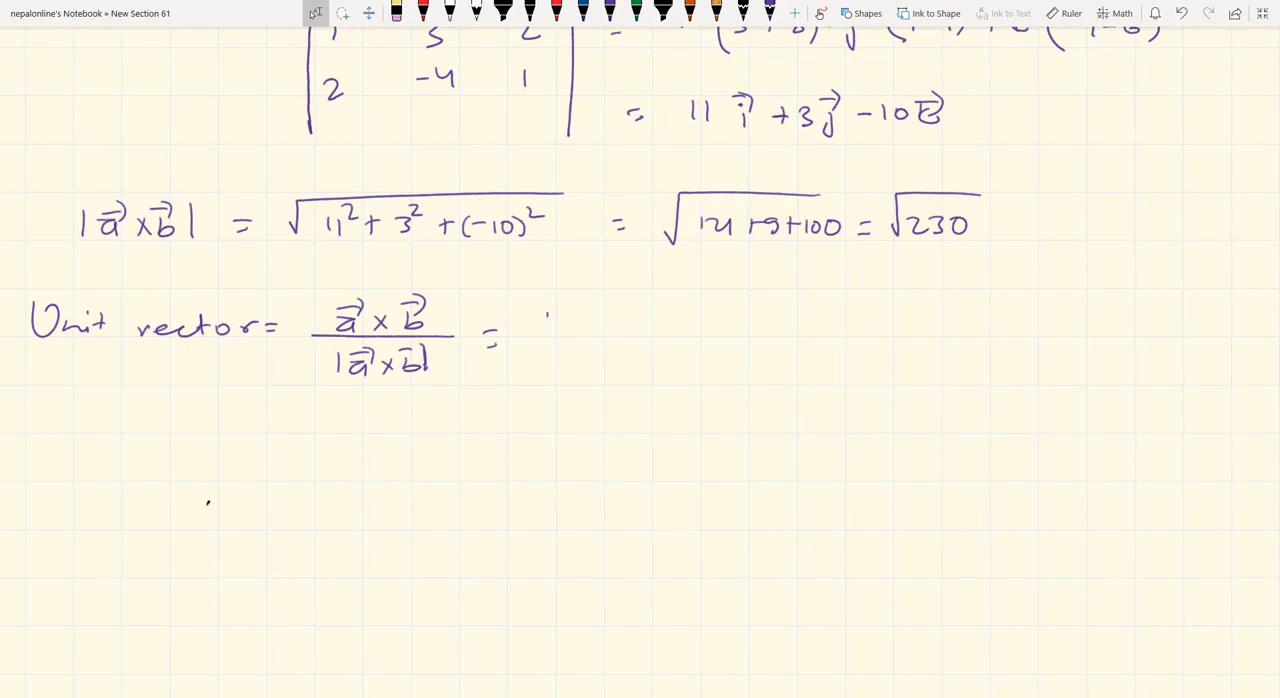 nepalonline's Notebook » New Section 61 Shapes Ink to Shape Ink to Text Ruler Math
2 -4 1
= 11 i⃗ + 3 j⃗ - 10 k⃗
|a⃗ × b⃗| = √(11² + 3² + (-10)²) = √(121 + 9 + 100) = √230
Unit vector = a⃗ × b⃗ / |a⃗ × b⃗| =